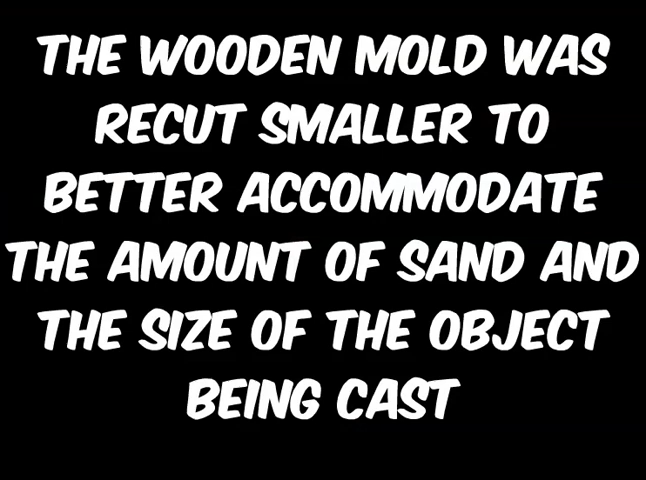 THE WOODEN MOLD WAS
RECUT SMALLER TO
BETTER ACCOMMODATE
THE AMOUNT OF SAND AND
THE SIZE OF THE OBJECT
BEING CAST